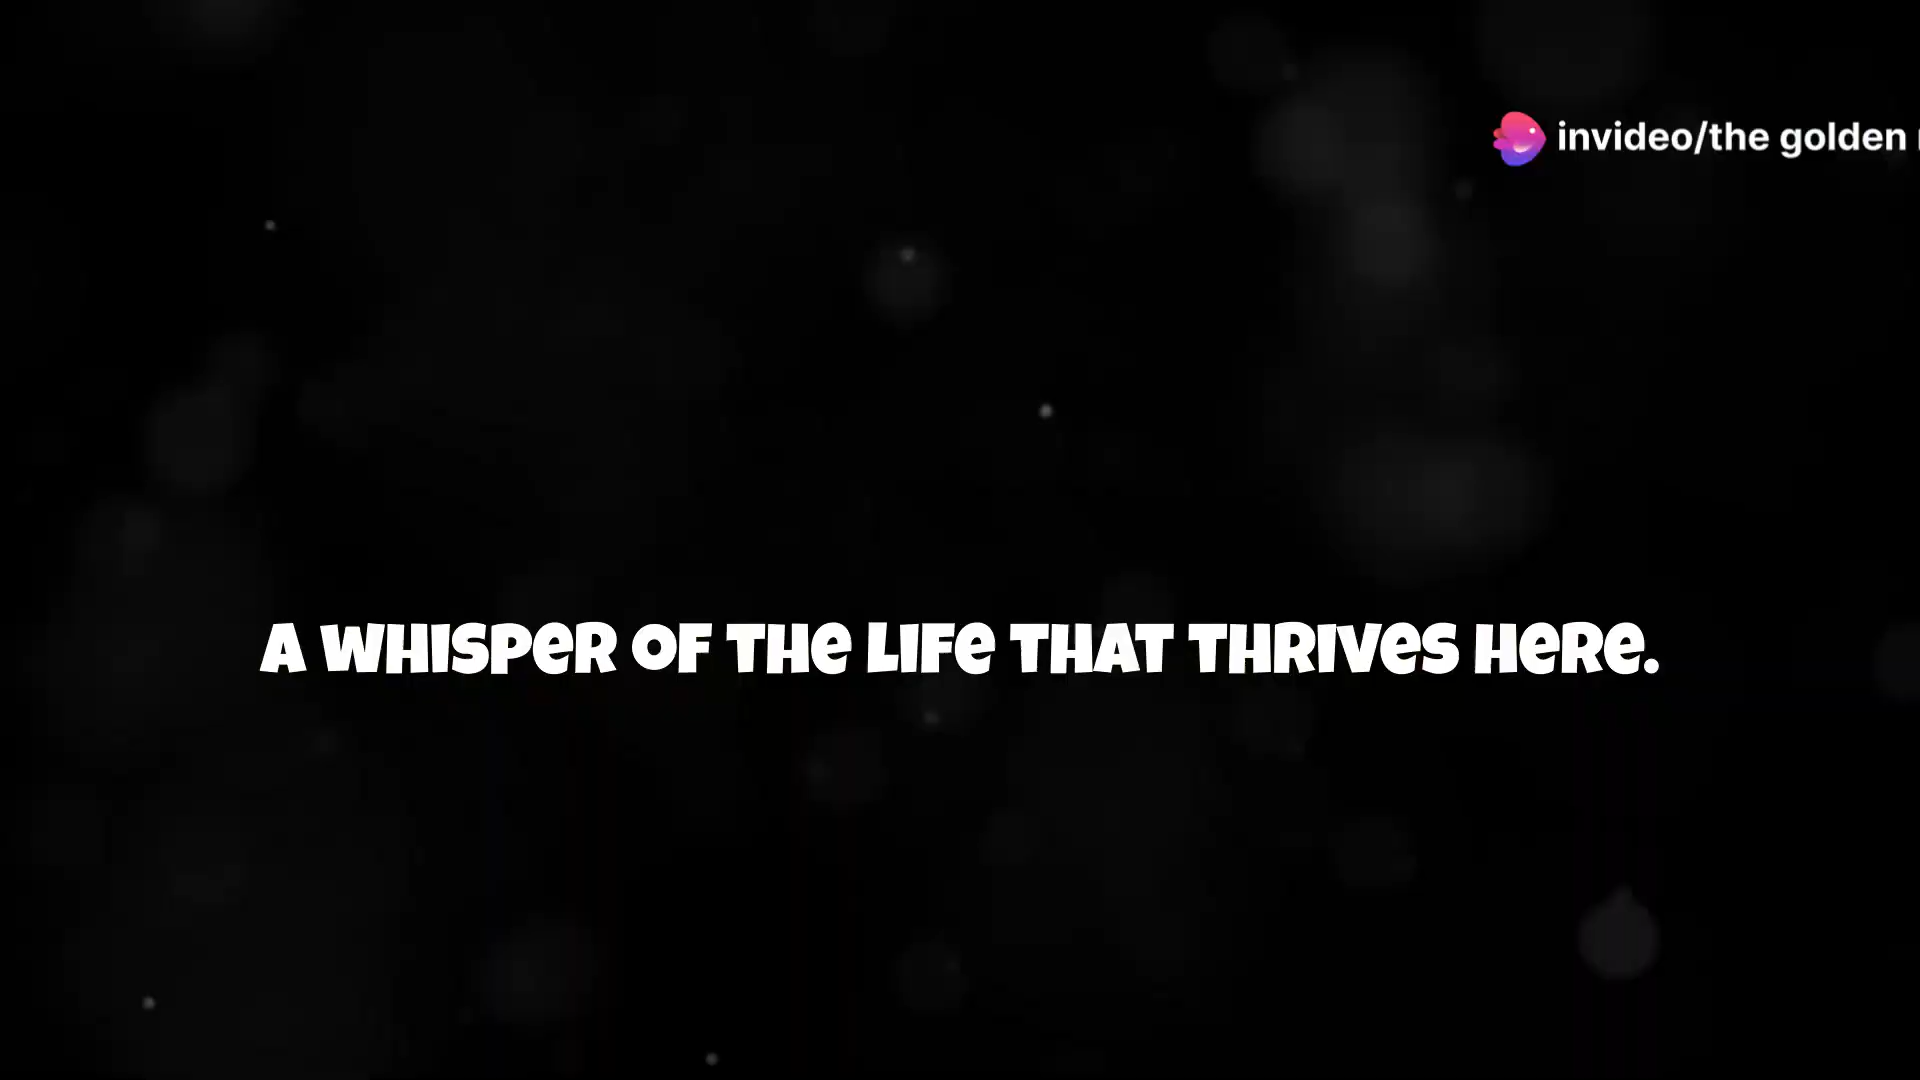 invideo/the golden
A WHISPER OF THE LIFE THAT THRIVES HERE.